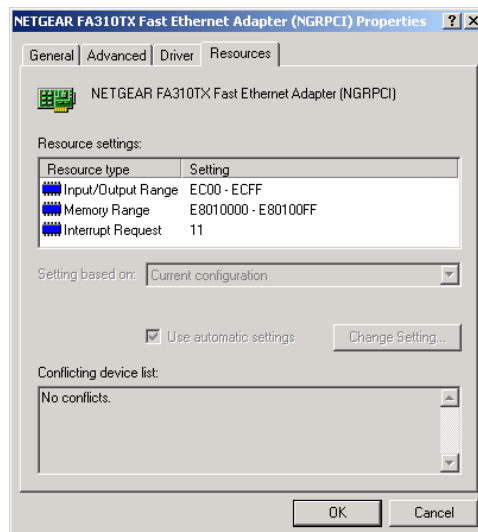 NETGEAR FA310TX Fast Ethernet Adapter (NGRPCI) Properties
General Advanced Driver Resources
NETGEAR FA310TX Fast Ethernet Adapter (NGRPCI)
Resource settings:
Resource type Setting
Input/Output Range EC00 - ECFF
Memory Range E8010000 - E80100FF
Interrupt Request 11
Setting based on: Current configuration
Use automatic settings Change Setting...
Conflicting device list:
No conflicts.
OK Cancel